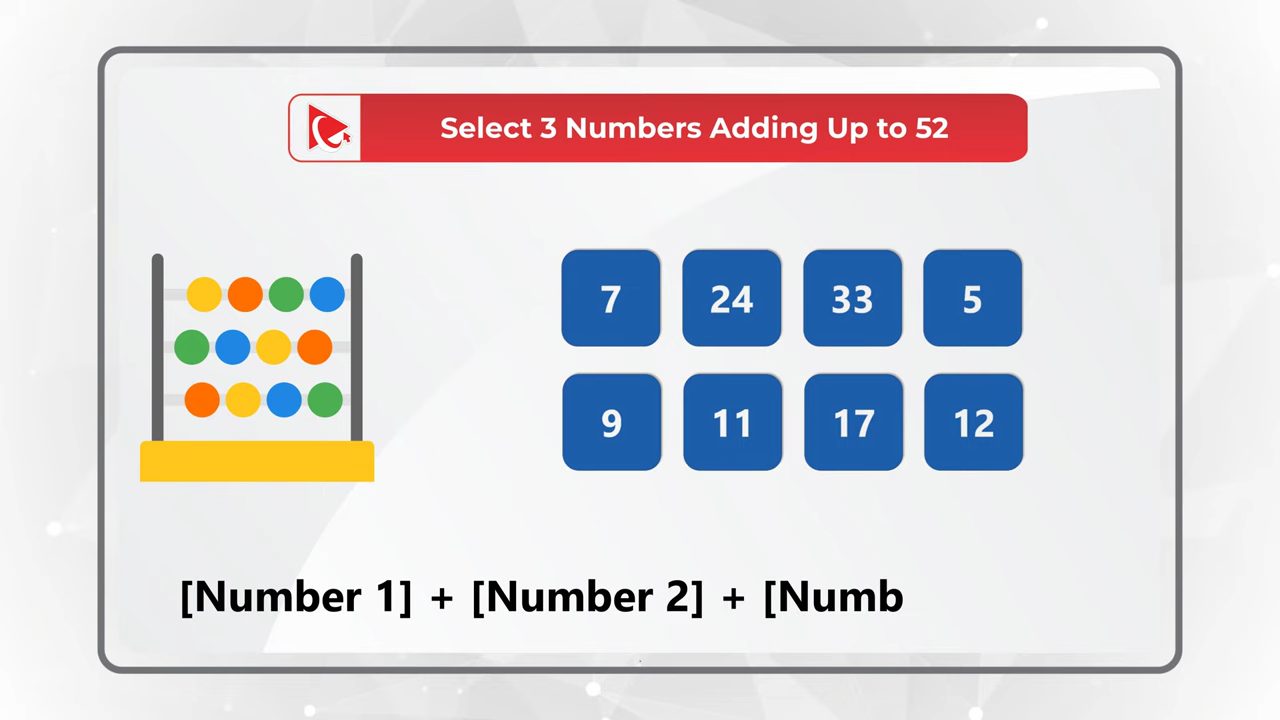 Select 3 Numbers Adding Up to 52
7 24 33 5
9 11 17 12
[Number 1] + [Number 2] + [Numb